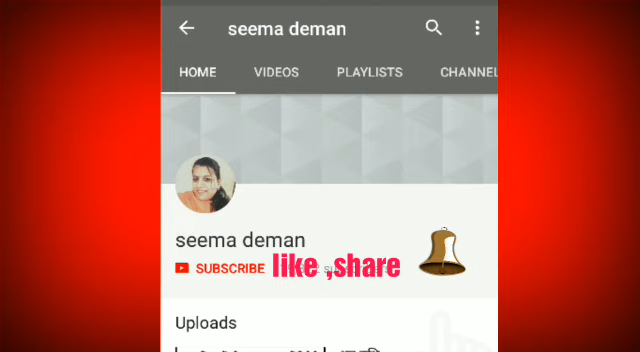 seema deman
HOME VIDEOS PLAYLISTS CHANNEL
seema deman
SUBSCRIBE like ,share
Uploads